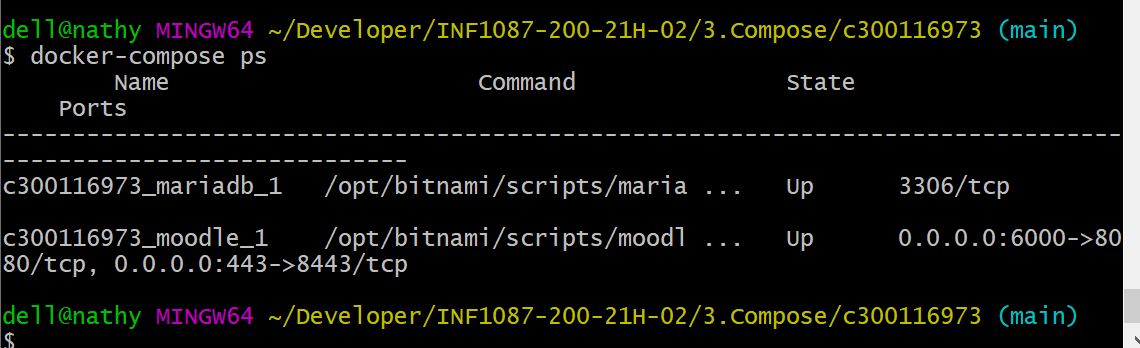 dell@nathy MINGW64 ~/Developer/INF1087-200-21H-02/3.Compose/c300116973 (main)
$ docker-compose ps
        Name                      Command               State
    Ports
--------------------------------------------------------------------------------
-----------------------------
c300116973_mariadb_1   /opt/bitnami/scripts/maria ...   Up      3306/tcp
c300116973_moodle_1    /opt/bitnami/scripts/moodl ...   Up      0.0.0.0:6000->80
80/tcp, 0.0.0.0:443->8443/tcp
dell@nathy MINGW64 ~/Developer/INF1087-200-21H-02/3.Compose/c300116973 (main)
$